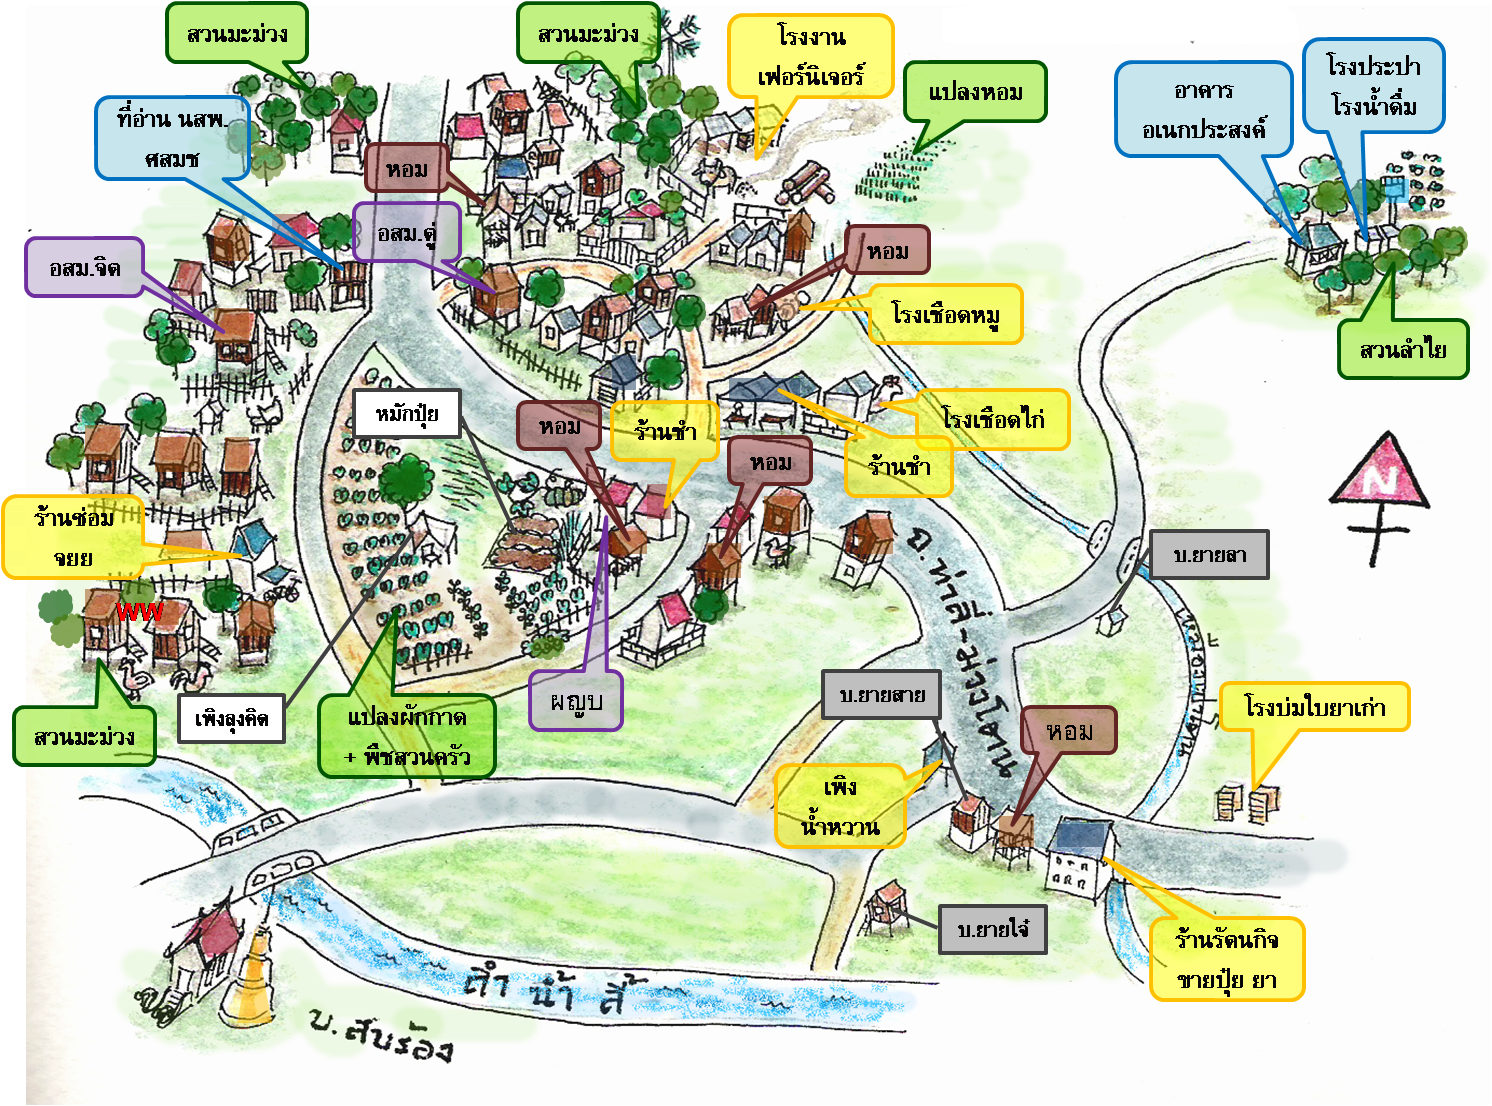 สวนมะม่วง
สวนมะม่วง
โรงงาน
เฟอร์นิเจอร์
แปลงหอม
อาคาร
อเนกประสงค์
โรงประปา
โรงน้ำดื่ม
ที่อ่าน นสพ.
ศสมช
หอม
อสม.ตู่
อสม.จิต
หอม
โรงเชือดหมู
สวนลำไย
หมักปุ๋ย
หอม
ร้านชำ
หอม
ร้านชำ
โรงเชือดไก่
N
ร้านซ่อม
จยย
WW
บ.ยายลา
ถ.ท่าลี่-ม่วงโตน
เพิงลุงคิด
แปลงผักกาด
+ พืชสวนครัว
ผญบ
สวนมะม่วง
บ.ยายสาย
หอม
โรงบ่มใบยาเก่า
เพิง
น้ำหวาน
บ.ยายไจ๋
ร้านรัตนกิจ
ขายปุ๋ย ยา
ลำ น้ำ ลี้
บ.สบร้อง